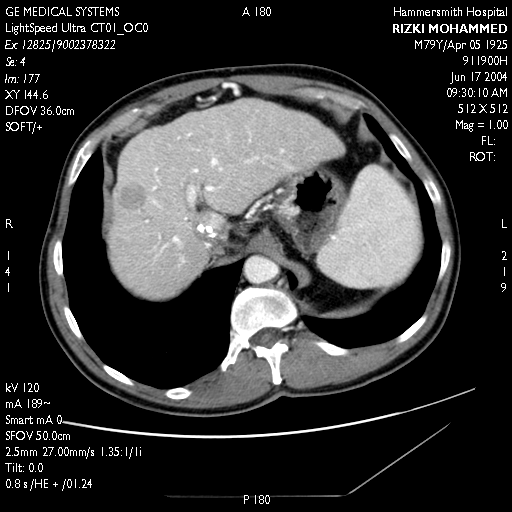 GE MEDICAL SYSTEMS
LightSpeed Ultra CT01_OC0
Ex: 12825/9002378322
Se: 4
Im: 177
XY 144.6
DFOV 36.0cm
SOFT/+
A 180
Hammersmith Hospital
RIZKI MOHAMMED
M79Y/Apr 05 1925
911900H
Jun 17 2004
09:30:10 AM
512 X 512
Mag = 1.00
FL:
ROT:
R
1
4
1
L
2
1
9
kV 120
mA 189~
Smart mA 0
SFOV 50.0cm
2.5mm 27.00mm/s 1.35:1/1i
Tilt: 0.0
0.8 s /HE + /01.24
P 180